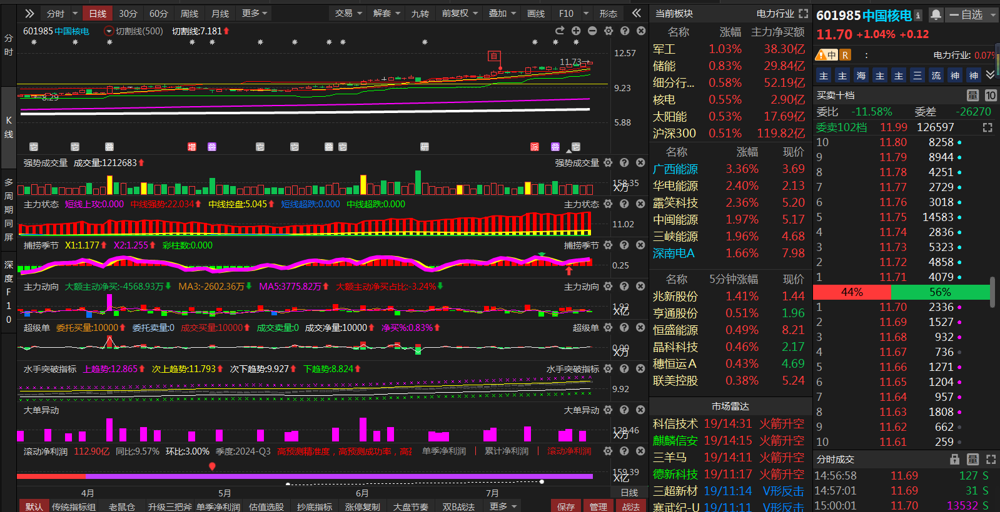 分时 日线 30分 60分 周线 月线 更多 交易 解套 九转 前复权 叠加 画线 F10 形态
601985 中国核电 切割线(500) 切割线:7.181
12.57
自
11.73
9.23
8.29
5.88
它 它 叠 增 叠 它 它 叠 它 研 派 叠 它
强势成交量 成交量:1212683 强势成交量
158.35
X万
主力状态 短线上攻:0.000 中线强势:22.034 中线控盘:5.045 短线超跌:0.000 中线超跌:0.000 主力状态
11.02
捕捞季节 X1:1.177 X2:1.255 彩柱数:0.000 捕捞季节
0.25
主力动向 大额主动净买:-4568.93万 MA3:-2602.36万 MA5:3775.82万 大额主动净买占比:-3.24% 主力动向
X亿
超级单 委托买量:10000 委托卖量:0 成交买量:10000 成交卖量:0 成交净量:10000 净买%:0.83% 超级单
0.00
X万
水手突破指标 上趋势:12.865 次上趋势:11.793 次下趋势:9.927 下趋势:8.824 水手突破指标
9.92
大单异动 大单异动
129.46
X万
滚动净利润 112.90亿 同比:9.57% 环比:3.00% 季度:2024-Q3 高预测精准度，高预测成功率，高 单季净利润 累计净利润 滚动净利润
159.39
X亿
4月 5月 6月 7月 日线
默认 传统指标组 老鼠仓 升级三把斧 单季净利润 估值选股 抄底指标 涨停复制 大盘节奏 双B战法 更多 保存 管理 战法
分时
K线
多周期同屏
深度F10
当前板块 电力行业
名称 涨幅 主力净买额
军工 1.03% 38.30亿
储能 0.83% 29.84亿
细分行... 0.58% 52.19亿
核电 0.55% 2.90亿
太阳能 0.53% 17.69亿
沪深300 0.51% 119.82亿
名称 涨幅 现价
广西能源 3.36% 3.69
华电能源 2.40% 2.13
露笑科技 2.36% 5.20
中闽能源 1.97% 5.17
三峡能源 1.96% 4.68
深南电A 1.66% 7.98
名称 5分钟涨幅 现价
兆新股份 1.41% 1.44
亨通股份 0.51% 1.96
恒盛能源 0.49% 8.21
晶科科技 0.46% 2.17
穗恒运A 0.43% 4.69
联美控股 0.38% 5.24
市场雷达
科信技术 19/14:31 火箭升空
麒麟信安 19/14:15 火箭升空
三羊马 19/14:11 火箭升空
德新科技 19/11:17 火箭升空
三超新材 19/11:14 V形反击
寒武纪-U 19/11:11 V形反击
601985 中国核电 自选
11.70 +1.04% +0.12
中 R : 电力行业: 0.07%
主 主 海 主 主 三 流 神 神
买卖十档 量 10
委比 -11.58% 委差 -26270
委卖102档 11.99 126597
10 11.80 8258
9 11.79 8944
8 11.78 4251
7 11.77 2729
6 11.76 3018
5 11.75 14583
4 11.74 2836
3 11.73 5323
2 11.72 4858
1 11.71 4079
44% 56%
1 11.70 2336
2 11.69 1527
3 11.68 932
4 11.67 736
5 11.66 1271
6 11.65 1204
7 11.64 957
8 11.63 1808
9 11.62 662
10 11.61 259
分时成交 量
14:56:58 11.69 127 S
14:57:01 11.69 31 S
15:00:01 11.70 13532 S